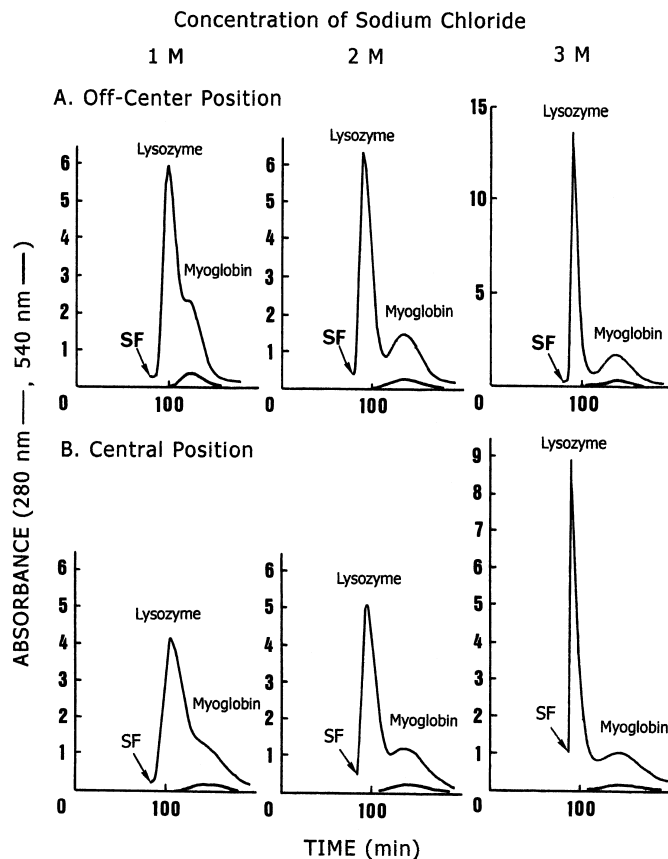 Concentration of Sodium Chloride
1 M 2 M 3 M
A. Off-Center Position
Lysozyme
6
5
4
3
2
1
0
Myoglobin
SF
100
Lysozyme
6
5
4
3
2
1
0
Myoglobin
SF
100
15
10
5
0
Lysozyme
Myoglobin
SF
100
B. Central Position
6
5
4
3
2
1
0
Lysozyme
Myoglobin
SF
100
6
5
4
3
2
1
0
Lysozyme
Myoglobin
SF
100
9
8
7
6
5
4
3
2
1
0
Lysozyme
Myoglobin
SF
100
ABSORBANCE (280 nm —, 540 nm —)
TIME (min)